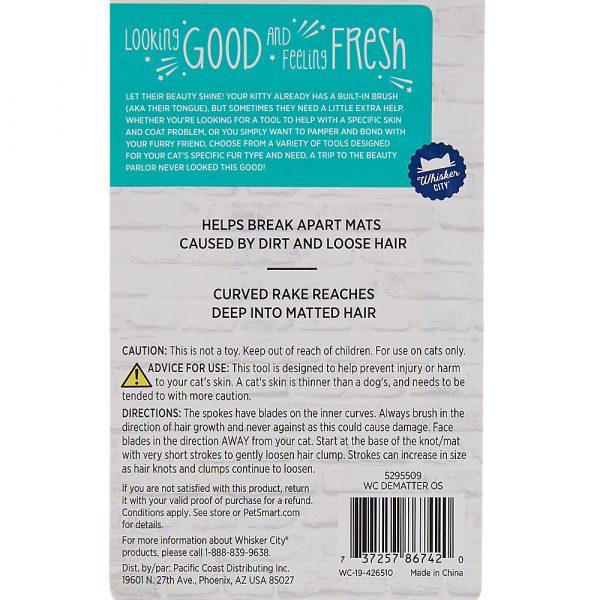 LOOKING GOOD AND FEELING FRESH
LET THEIR BEAUTY SHINE! YOUR KITTY ALREADY HAS A BUILT-IN BRUSH
(AKA THEIR TONGUE), BUT SOMETIMES THEY NEED A LITTLE EXTRA HELP.
WHETHER YOU'RE LOOKING FOR A TOOL TO HELP WITH A SPECIFIC SKIN
AND COAT PROBLEM, OR YOU SIMPLY WANT TO PAMPER AND BOND WITH
YOUR FURRY FRIEND, CHOOSE FROM A VARIETY OF TOOLS DESIGNED
FOR YOUR CAT'S SPECIFIC FUR TYPE AND NEED. A TRIP TO THE BEAUTY
PARLOR NEVER LOOKED THIS GOOD!
Whisker
CITY®
HELPS BREAK APART MATS
CAUSED BY DIRT AND LOOSE HAIR
CURVED RAKE REACHES
DEEP INTO MATTED HAIR
CAUTION: This is not a toy. Keep out of reach of children. For use on cats only.
ADVICE FOR USE: This tool is designed to help prevent injury or harm
to your cat's skin. A cat's skin is thinner than a dog's, and needs to be
tended to with more caution.
DIRECTIONS: The spokes have blades on the inner curves. Always brush in the
direction of hair growth and never against as this could cause damage. Face
blades in the direction AWAY from your cat. Start at the base of the knot/mat
with very short strokes to gently loosen hair clump. Strokes can increase in size
as hair knots and clumps continue to loosen.
If you are not satisfied with this product, return
it with your valid proof of purchase for a refund.
Conditions apply. See store or PetSmart.com
for details.
For more information about Whisker City®
products, please call 1-888-839-9638.
Dist. by/par: Pacific Coast Distributing Inc.
19601 N. 27th Ave., Phoenix, AZ USA 85027
5295509
WC DEMATTER OS
7 37257 86742 0
WC-19-426510 Made in China